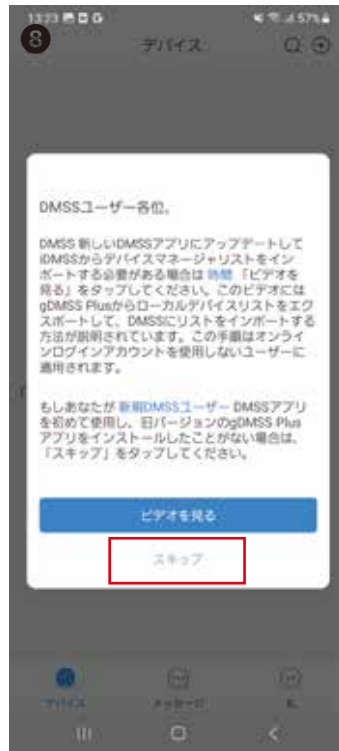 13:23 G 57%
8
デバイス
DMSSユーザー各位、
DMSS 新しいDMSSアプリにアップデートして
iDMSSからデバイスマネージャリストをイン
ポートする必要がある場合は 時間 「ビデオを
見る」をタップしてください。このビデオには
gDMSS Plusからローカルデバイスリストをエク
スポートして、DMSSにリストをインポートする
方法が説明されています。この手順はオンライ
ンログインアカウントを使用しないユーザーに
適用されます。
もしあなたが 新規DMSSユーザー DMSSアプリ
を初めて使用し、旧バージョンのgDMSS Plus
アプリをインストールしたことがない場合は、
「スキップ」をタップしてください。
ビデオを見る
スキップ
デバイス
メッセージ